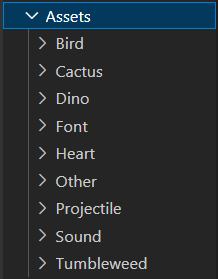 Assets
Bird
Cactus
Dino
Font
Heart
Other
Projectile
Sound
Tumbleweed